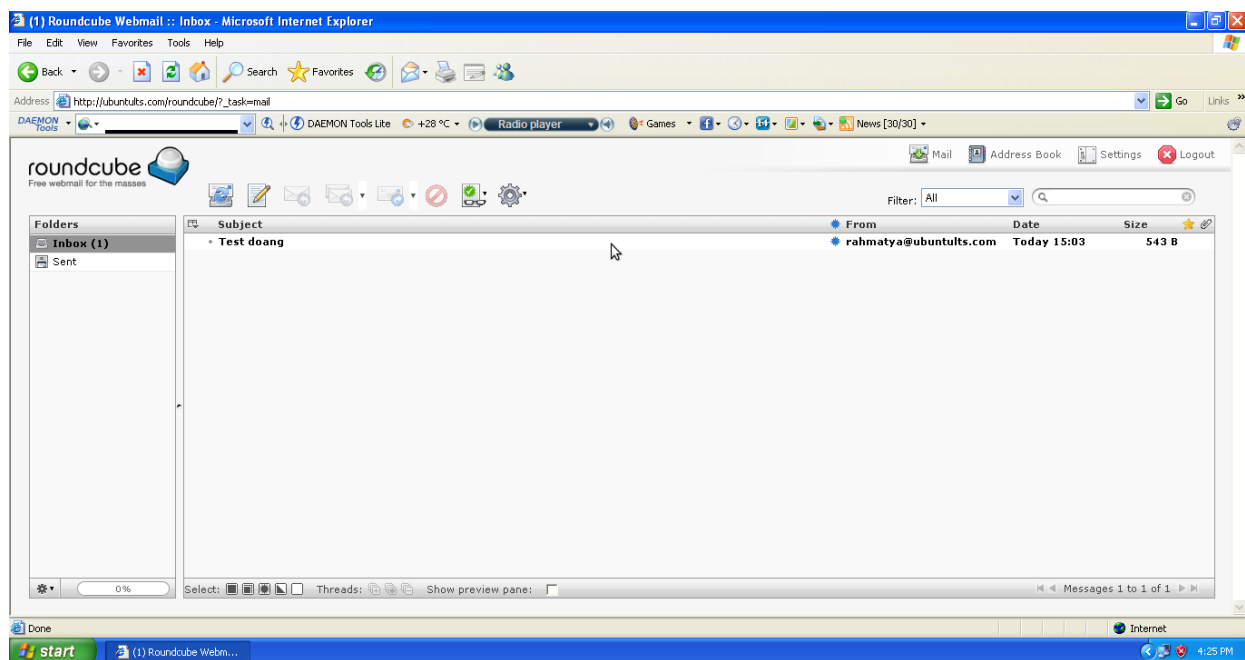 (1) Roundcube Webmail :: Inbox - Microsoft Internet Explorer
File Edit View Favorites Tools Help
Back Search Favorites
Address http://ubuntults.com/roundcube/?_task=mail Go Links »
DAEMON Tools DAEMON Tools Lite +28 °C Radio player Games News [30/30]
Mail Address Book Settings Logout
roundcube
Free webmail for the masses
Filter: All
Folders Subject From Date Size
Inbox (1) Test doang rahmatya@ubuntults.com Today 15:03 543 B
Sent
0% Select: Threads: Show preview pane: Messages 1 to 1 of 1
Done Internet
start (1) Roundcube Webm... 4:25 PM